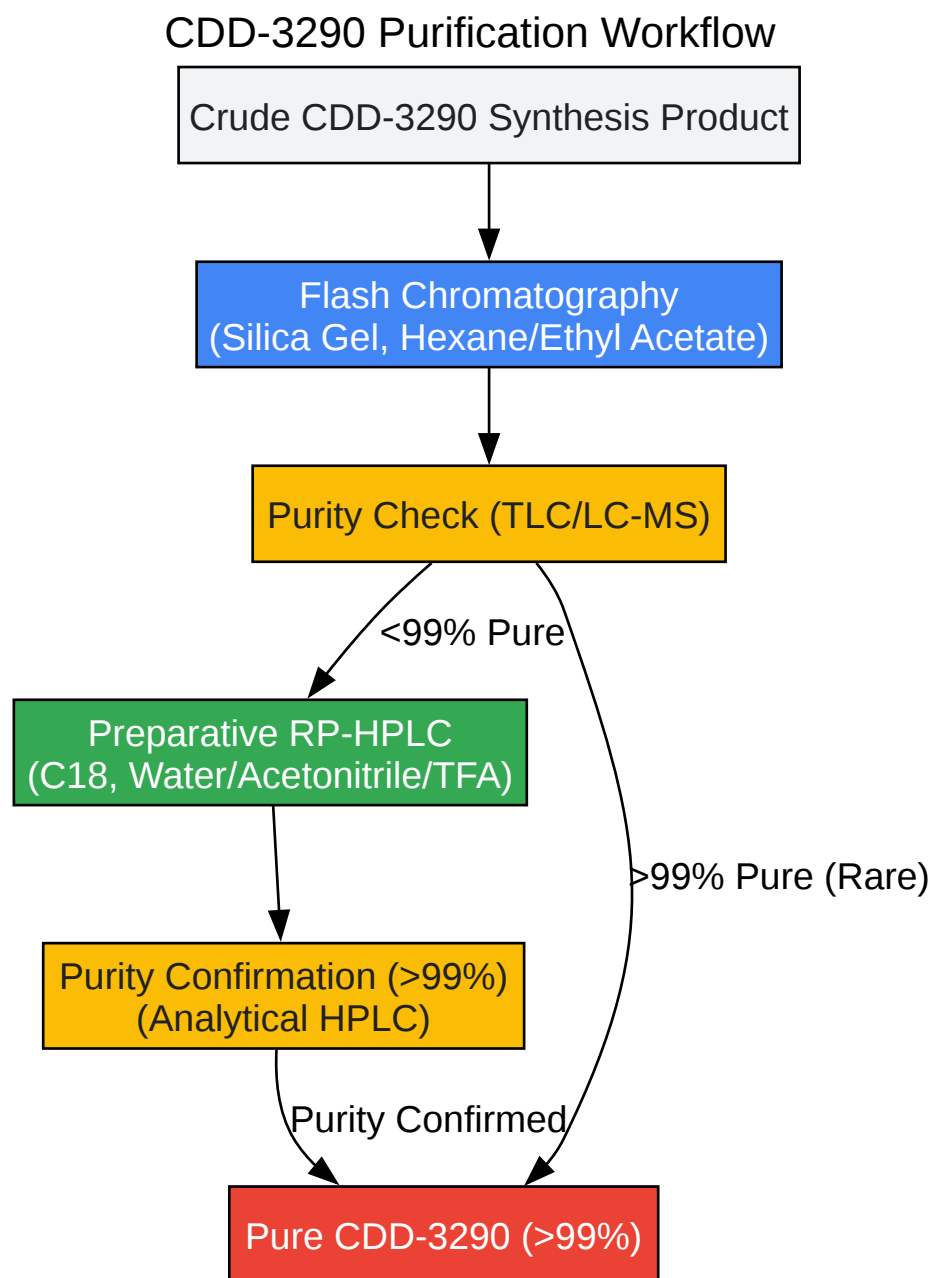 CDD-3290 Purification Workflow
Crude CDD-3290 Synthesis Product
Flash Chromatography
(Silica Gel, Hexane/Ethyl Acetate)
Purity Check (TLC/LC-MS)
<99% Pure
Preparative RP-HPLC
(C18, Water/Acetonitrile/TFA)
>99% Pure (Rare)
Purity Confirmation (>99%)
(Analytical HPLC)
Purity Confirmed
Pure CDD-3290 (>99%)